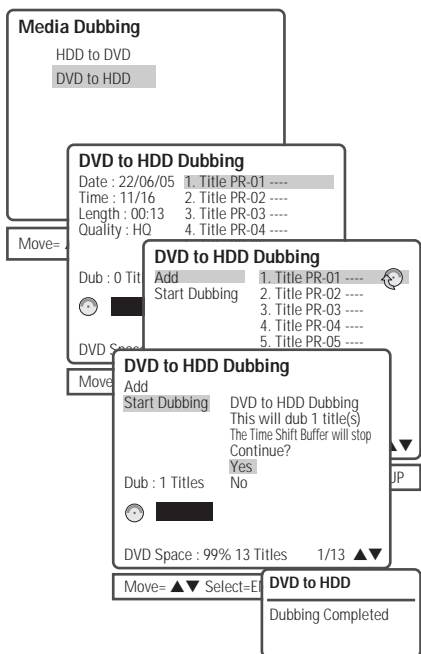 Media Dubbing
HDD to DVD
DVD to HDD
Move=
DVD to HDD Dubbing
Date : 22/06/05
Time : 11/16
Length : 00:13
Quality : HQ
1. Title PR-01 ----
2. Title PR-02 ----
3. Title PR-03 ----
4. Title PR-04 ----
Dub : 0 Tit
DVD
Move
DVD to HDD Dubbing
Add
Start Dubbing
1. Title PR-01 ----
2. Title PR-02 ----
3. Title PR-03 ----
4. Title PR-04 ----
5. Title PR-05 ----
▲▼
UP
DVD to HDD Dubbing
Add
Start Dubbing
DVD to HDD Dubbing
This will dub 1 title(s)
The Time Shift Buffer will stop
Continue?
Yes
No
Dub : 1 Titles
DVD Space : 99% 13 Titles 1/13 ▲▼
Move= ▲▼ Select=E
DVD to HDD
Dubbing Completed